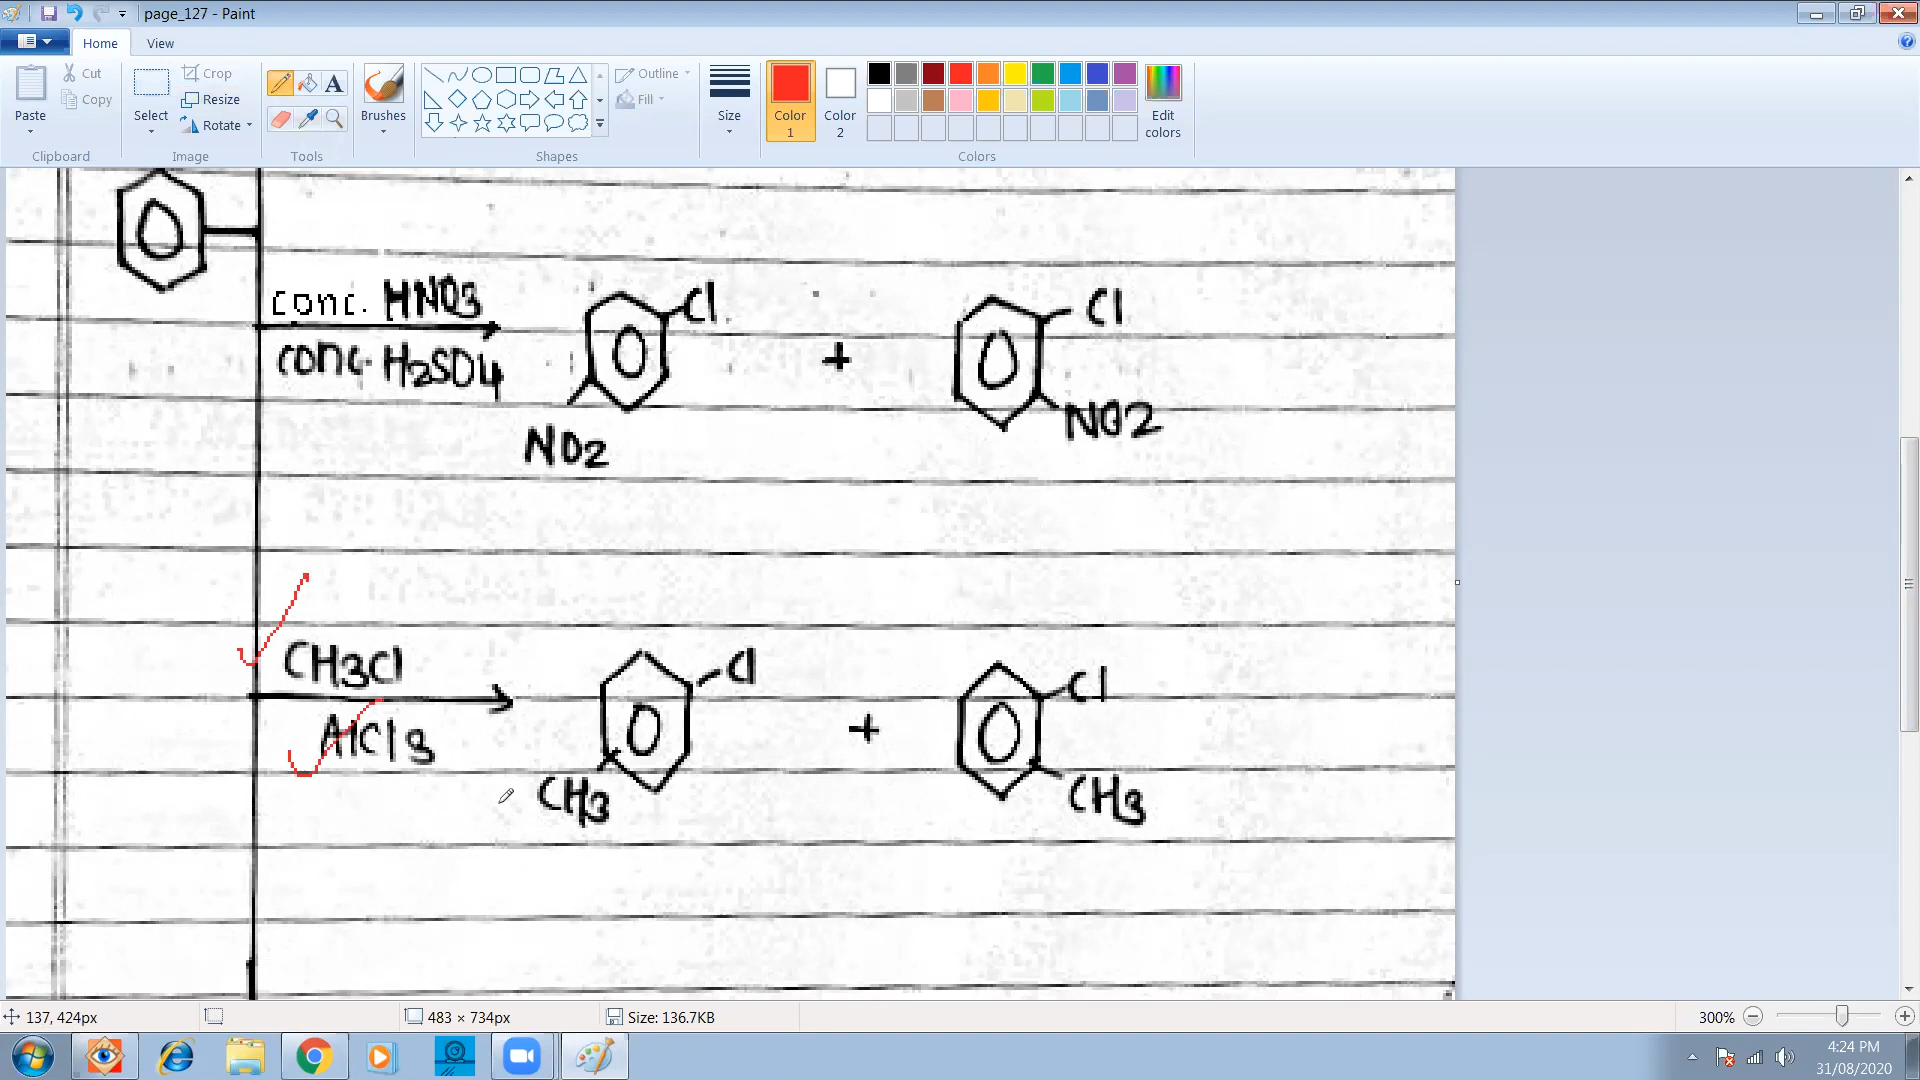 page_127 - Paint
Home View
Paste Cut Copy
Clipboard
Select Crop Resize Rotate
Image
Tools
Brushes
Outline Fill
Shapes
Size
Color 1
Color 2
Edit colors
Colors
conc. HNO3
conc. H2SO4
Cl
NO2
+
Cl
NO2
CH3Cl
AlCl3
Cl
CH3
+
Cl
CH3
137, 424px
483 × 734px
Size: 136.7KB
300%
4:24 PM
31/08/2020